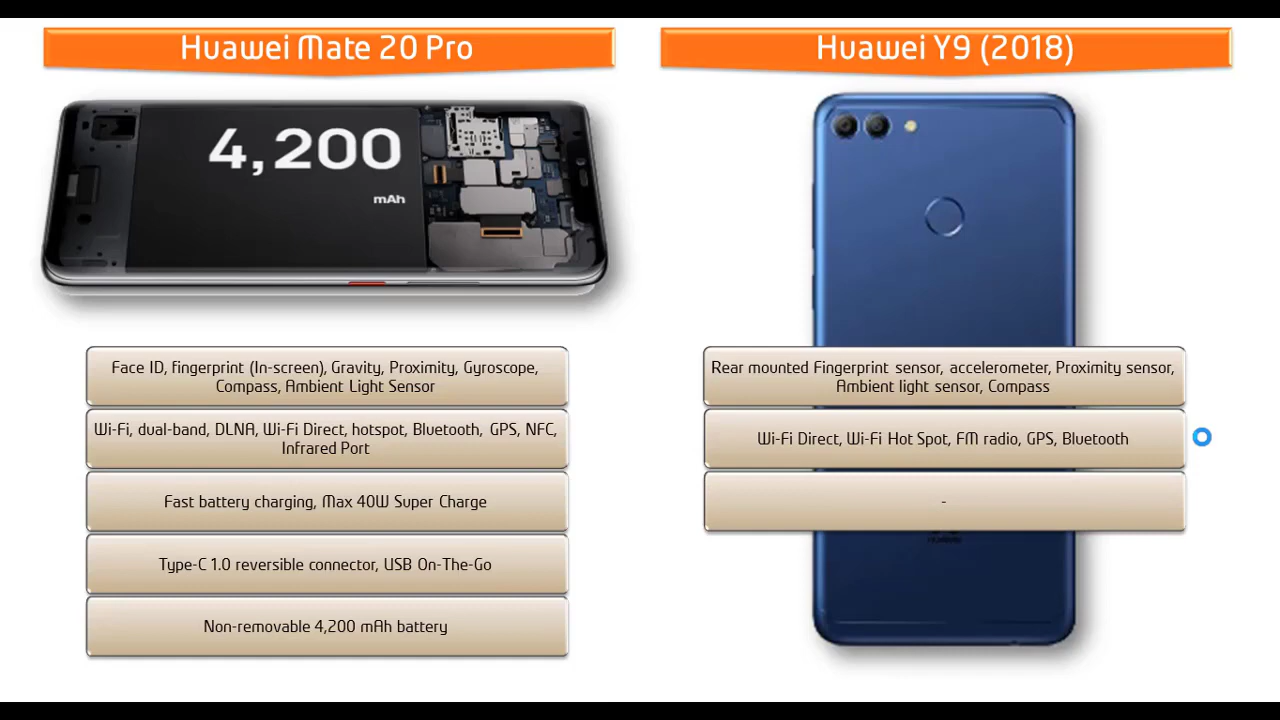 Huawei Mate 20 Pro
4,200
mAh
Face ID, fingerprint (In-screen), Gravity, Proximity, Gyroscope,
Compass, Ambient Light Sensor
Wi-Fi, dual-band, DLNA, Wi-Fi Direct, hotspot, Bluetooth, GPS, NFC,
Infrared Port
Fast battery charging, Max 40W Super Charge
Type-C 1.0 reversible connector, USB On-The-Go
Non-removable 4,200 mAh battery
Huawei Y9 (2018)
Rear mounted Fingerprint sensor, accelerometer, Proximity sensor,
Ambient light sensor, Compass
Wi-Fi Direct, Wi-Fi Hot Spot, FM radio, GPS, Bluetooth
-